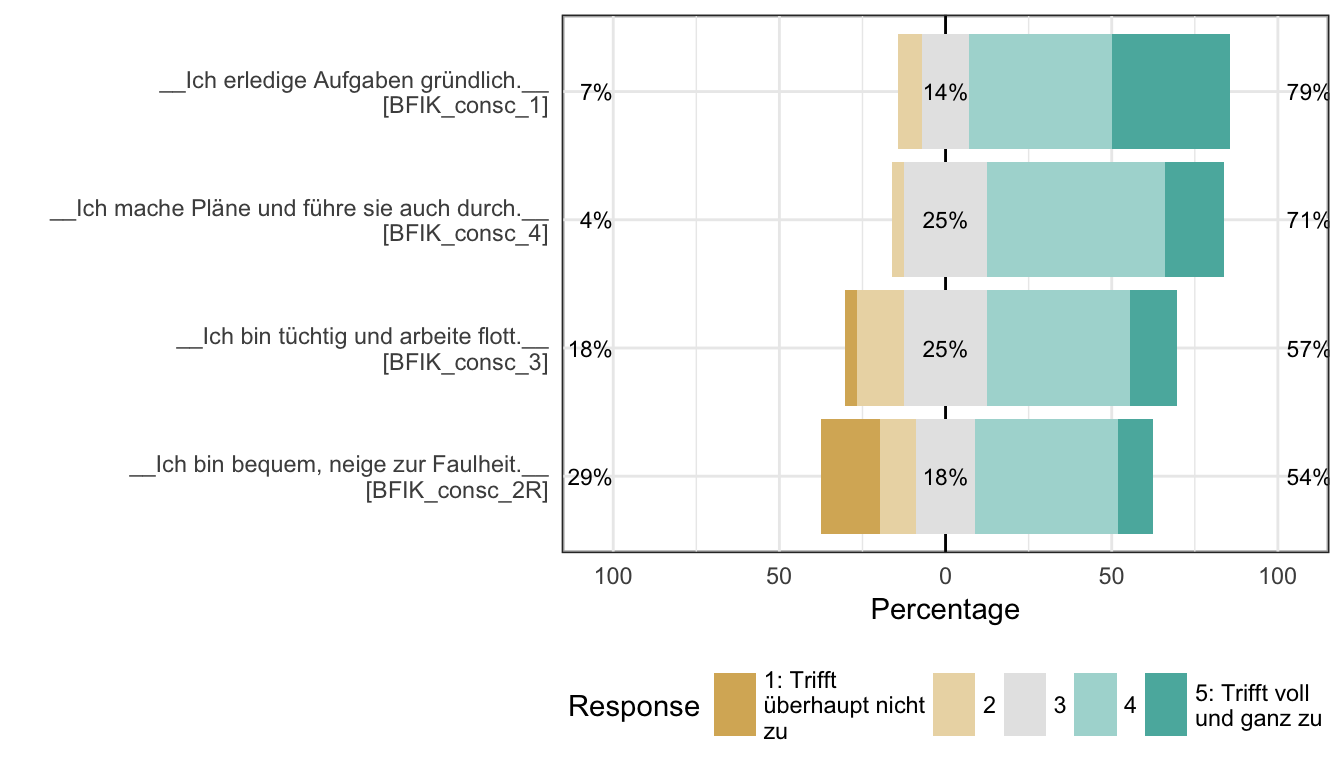 __Ich erledige Aufgaben gründlich.__
[BFIK_consc_1]
7%
14%
79%
__Ich mache Pläne und führe sie auch durch.__
[BFIK_consc_4]
4%
25%
71%
__Ich bin tüchtig und arbeite flott.__
[BFIK_consc_3]
18%
25%
57%
__Ich bin bequem, neige zur Faulheit.__
[BFIK_consc_2R]
29%
18%
54%
100 50 0 50 100
Percentage
Response
1: Trifft
überhaupt nicht
zu
2
3
4
5: Trifft voll
und ganz zu